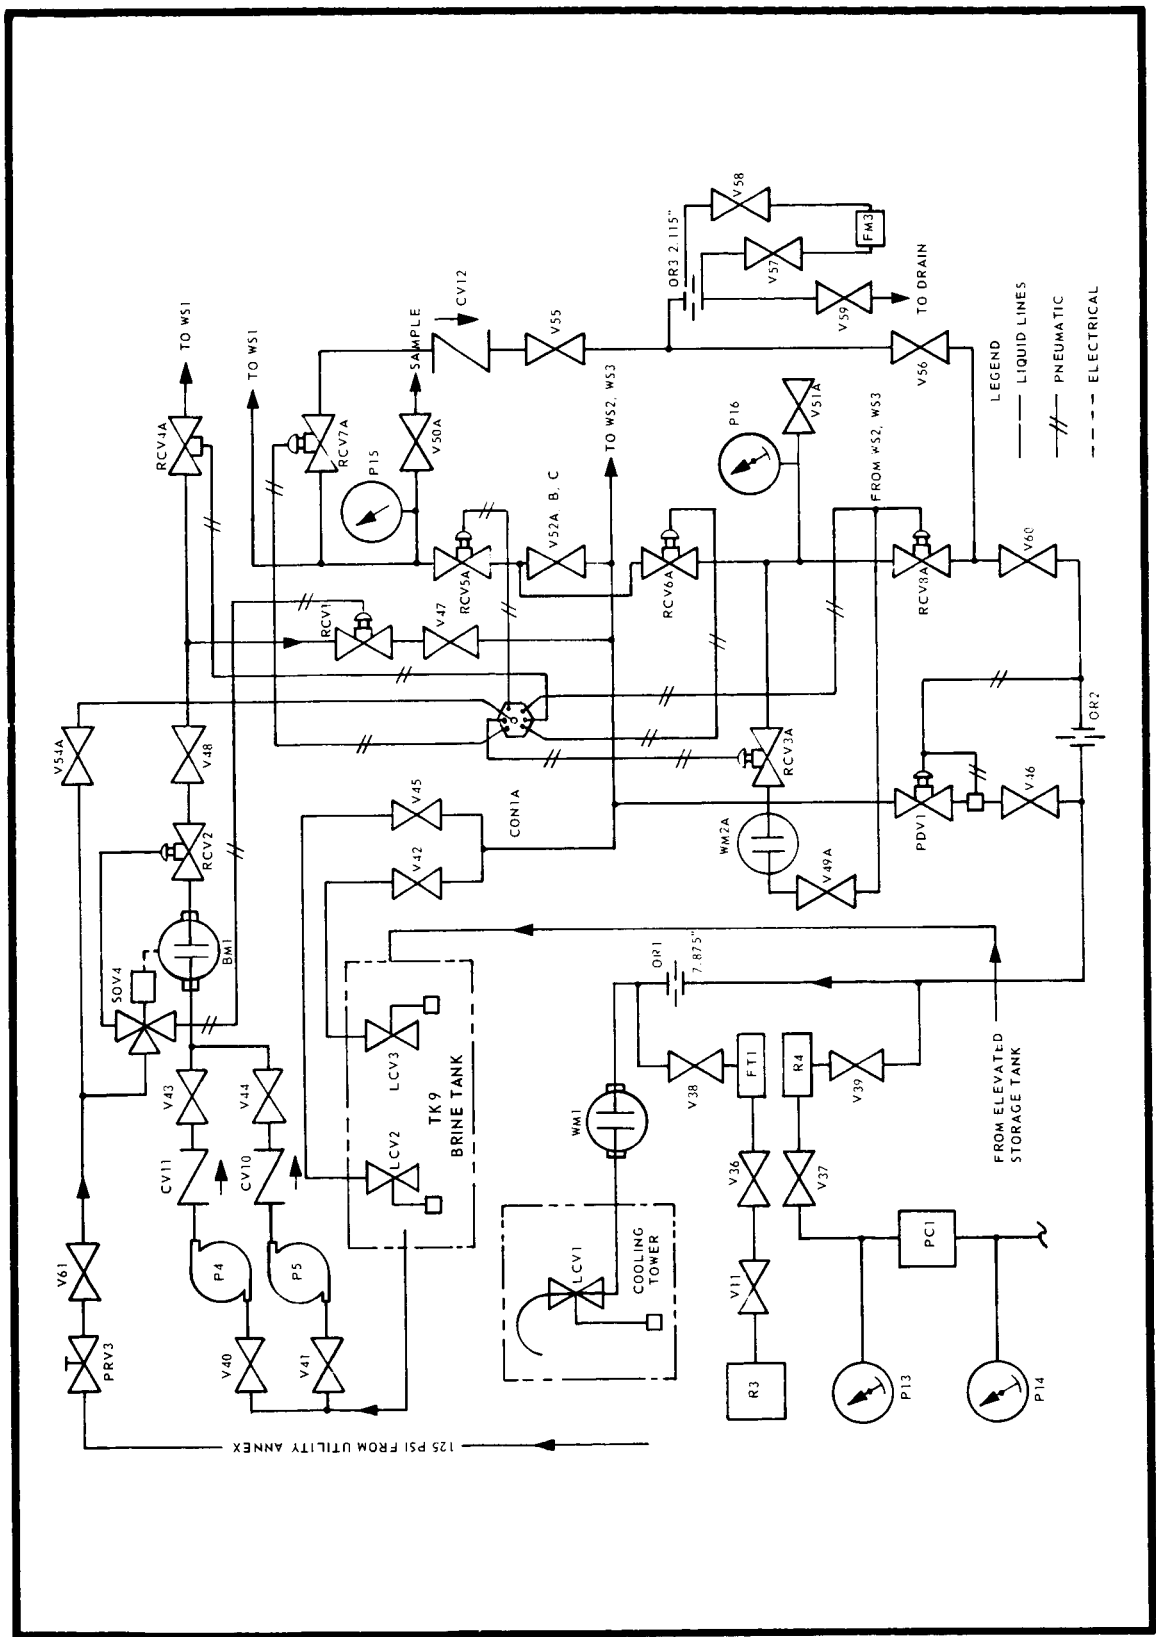 TO WS1
RCV4A
TO WS1
SAMPLE
CV12
RCV7A
V50A
P15
V55
OR3 2.115"
V58
V57
FM3
V59
TO DRAIN
V56
LEGEND
LIQUID LINES
PNEUMATIC
ELECTRICAL
TO WS2, WS3
P16
V51A
FROM WS2, WS3
RCV5A
V52A, B, C
RCV6A
RCV8A
V60
RCV1
V47
V54A
V48
RCV2
V45
V42
CON1A
RCV3A
WM2A
V49A
PDV1
V46
OR2
BM1
SOV4
V43
V44
CV11
CV10
LCV3
LCV2
TK9
BRINE TANK
OR1
7.875"
WM1
V38
FT1
R4
V39
FROM ELEVATED
STORAGE TANK
V36
V37
V61
PRV3
P4
P5
V40
V41
LCV1
COOLING
TOWER
V11
R3
PC1
P13
P14
125 PSI FROM UTILITY ANNEX